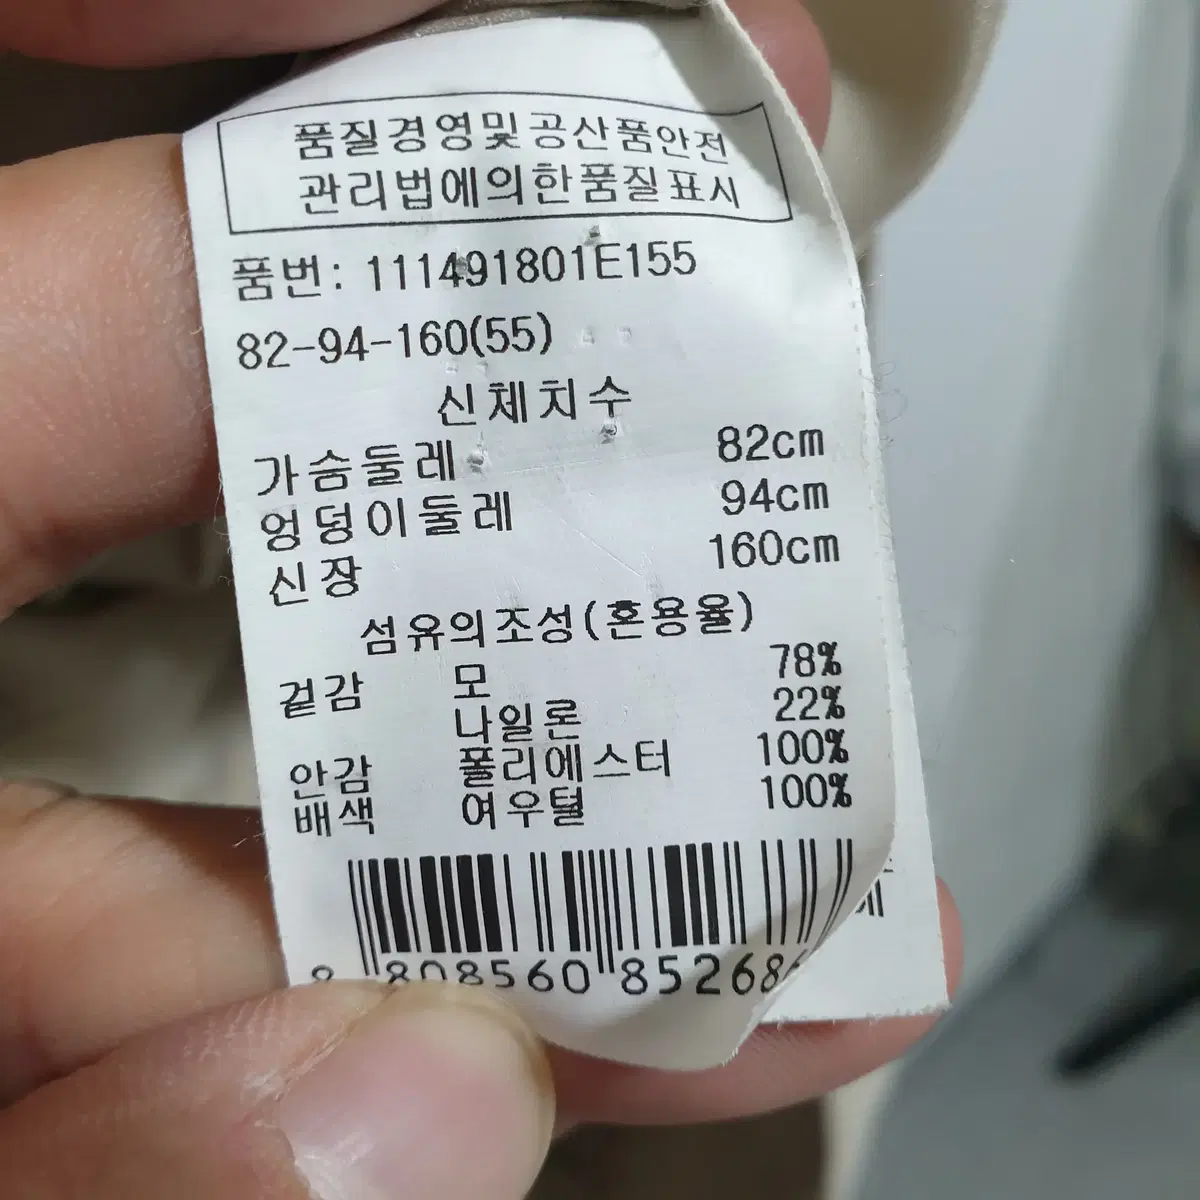 품질경영및공산품안전
관리법에의한품질표시
품번: 111491801E155
82-94-160(55)
신체치수
가슴둘레 82cm
엉덩이둘레 94cm
신장 160cm
섬유의조성(혼용율)
겉감 모 78%
나일론 22%
안감 폴리에스터 100%
배색 여우털 100%
8 808560 85268